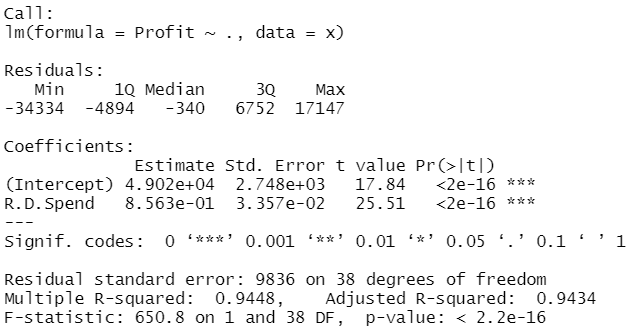 Call:
lm(formula = Profit ~ ., data = x)
Residuals:
Min 1Q Median 3Q Max
-34334 -4894 -340 6752 17147
Coefficients:
Estimate Std. Error t value Pr(>|t|)
(Intercept) 4.902e+04 2.748e+03 17.84 <2e-16 ***
R.D.Spend 8.563e-01 3.357e-02 25.51 <2e-16 ***
---
Signif. codes: 0 ‘***’ 0.001 ‘**’ 0.01 ‘*’ 0.05 ‘.’ 0.1 ‘ ’ 1
Residual standard error: 9836 on 38 degrees of freedom
Multiple R-squared: 0.9448, Adjusted R-squared: 0.9434
F-statistic: 650.8 on 1 and 38 DF, p-value: < 2.2e-16